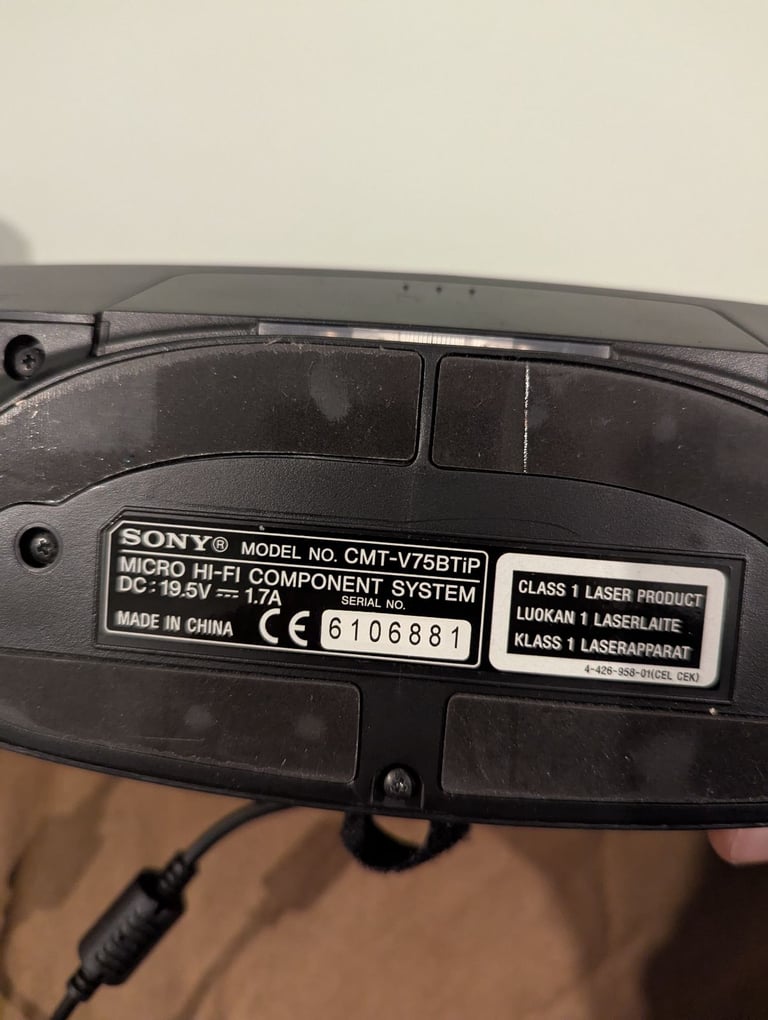 SONY® MODEL NO. CMT-V75BTiP
MICRO HI-FI COMPONENT SYSTEM
DC : 19.5V ⎓ 1.7A
SERIAL NO.
MADE IN CHINA CE 6106881
CLASS 1 LASER PRODUCT
LUOKAN 1 LASERLAITE
KLASS 1 LASERAPPARAT
4-426-958-01(CEL CEK)